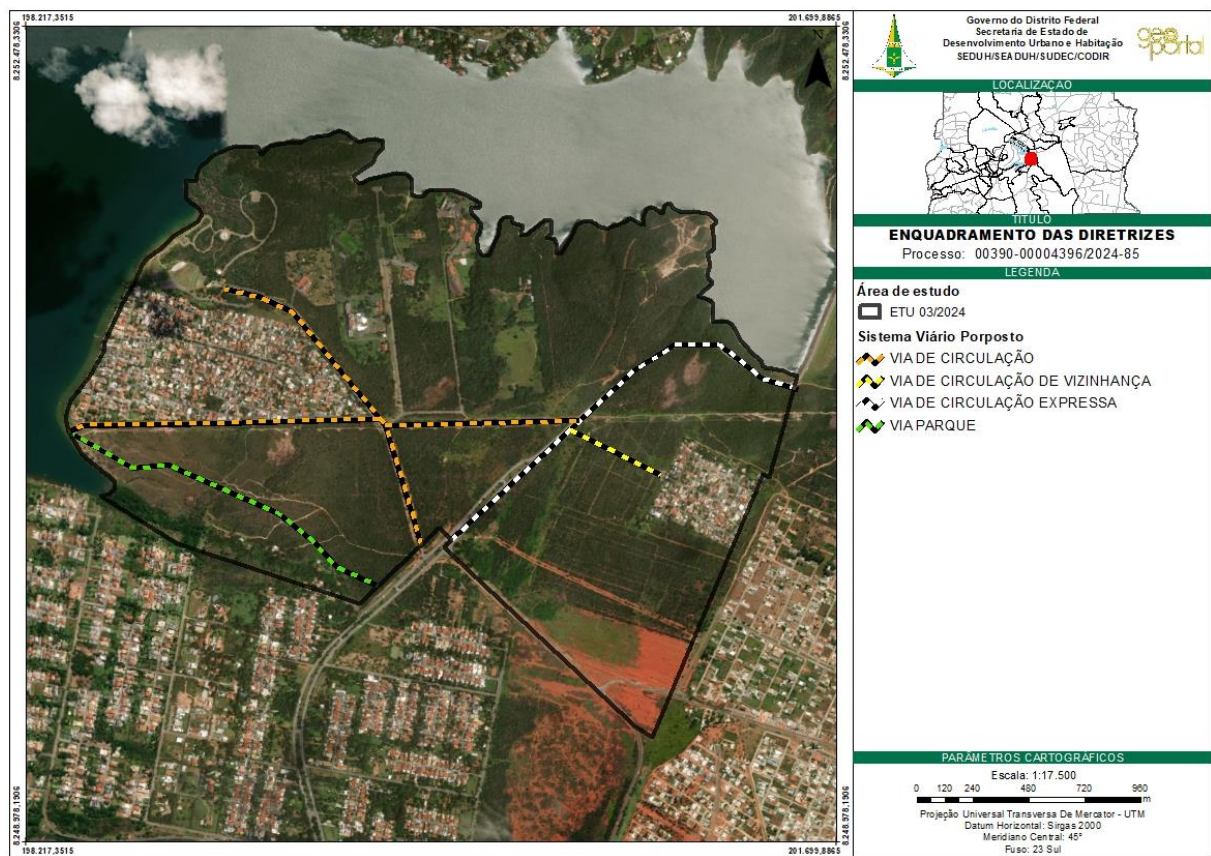 198.217,3515
201.699,8865
8.252.478,3306
8.252.478,3306
N
Governo do Distrito Federal
Secretaria de Estado de
Desenvolvimento Urbano e Habitação
SEDUH/SEADUH/SUDEC/CODIR
geo
portal
LOCALIZAÇÃO
TÍTULO
ENQUADRAMENTO DAS DIRETRIZES
Processo: 00390-00004396/2024-85
LEGENDA
Área de estudo
ETU 03/2024
Sistema Viário Porposto
VIA DE CIRCULAÇÃO
VIA DE CIRCULAÇÃO DE VIZINHANÇA
VIA DE CIRCULAÇÃO EXPRESSA
VIA PARQUE
PARÂMETROS CARTOGRÁFICOS
Escala: 1:17.500
0 120 240 480 720 960
m
Projeção Universal Transversa De Mercator - UTM
Datum Horizontal: Sirgas 2000
Meridiano Central: 45º
Fuso: 23 Sul
8.248.978,1906
8.248.978,1906
198.217,3515
201.699,8865